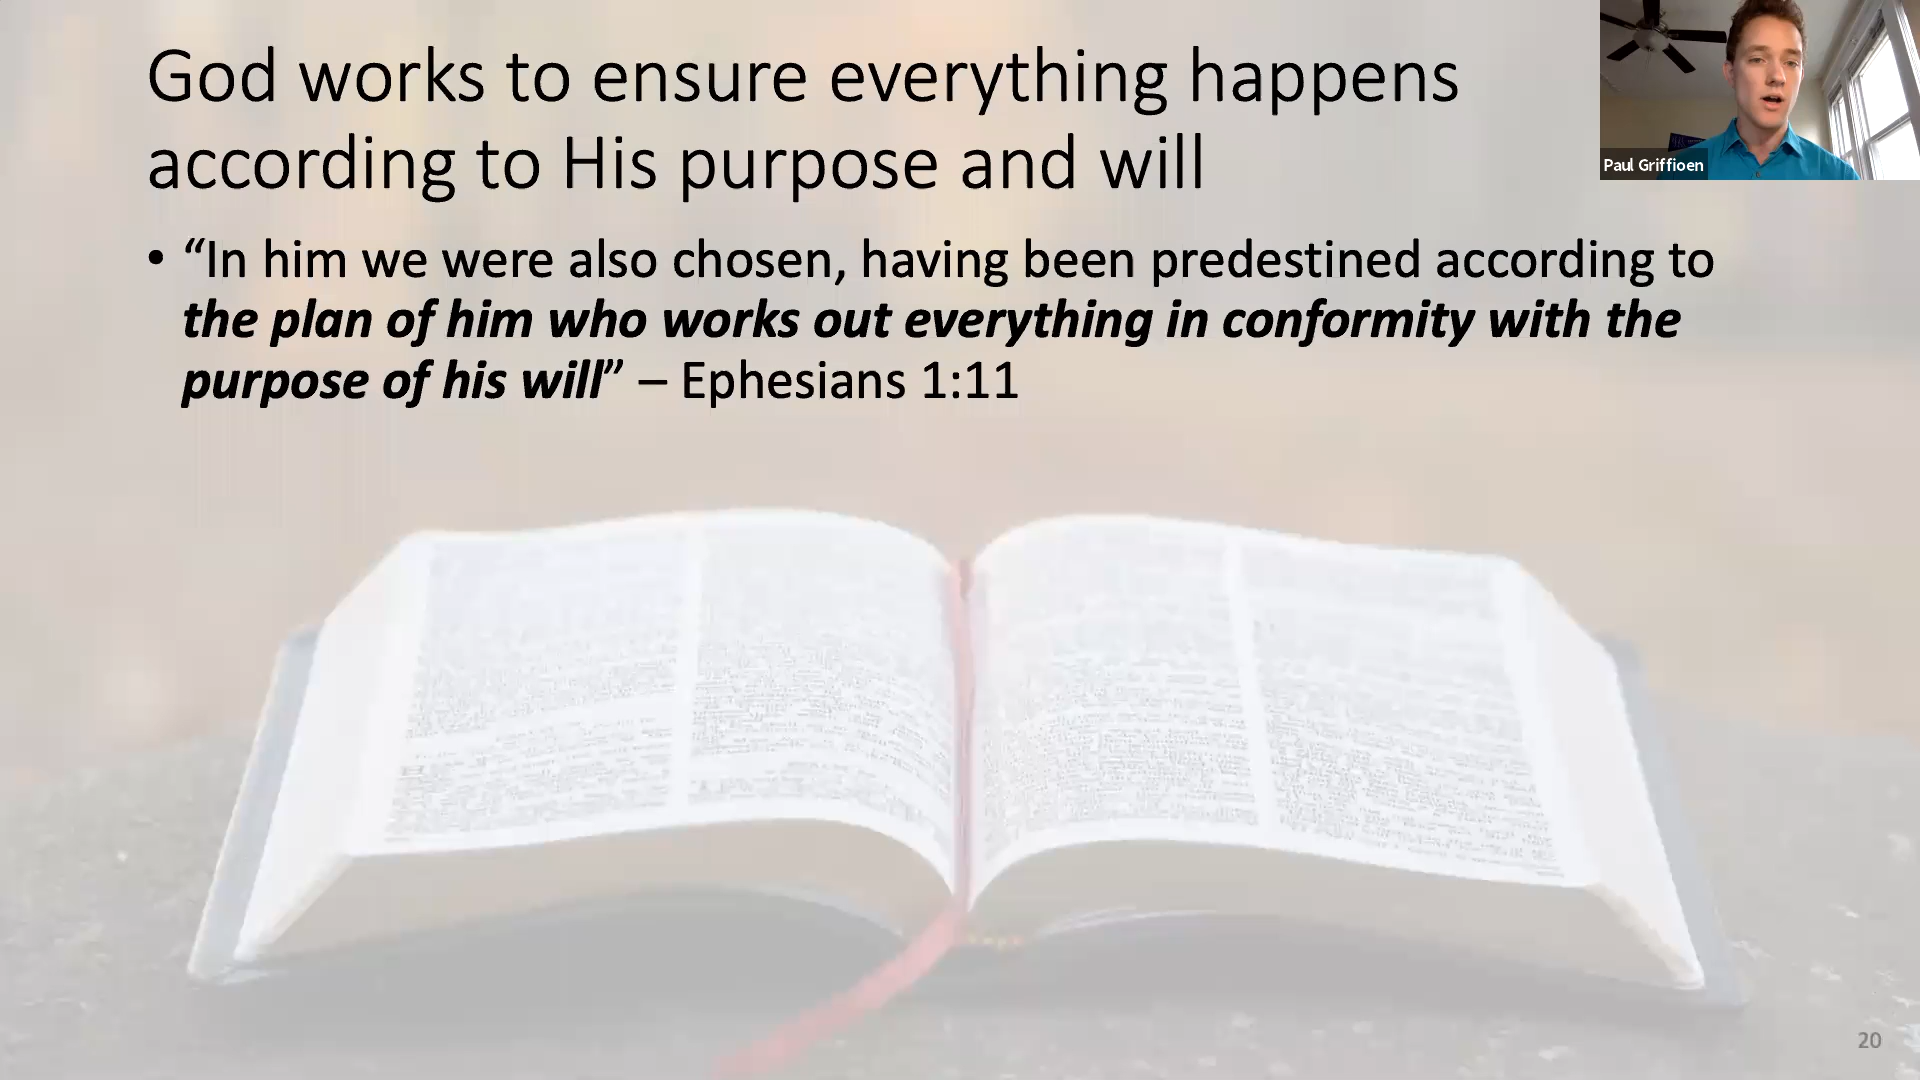 God works to ensure everything happens
according to His purpose and will
Paul Griffioen
• “In him we were also chosen, having been predestined according to
the plan of him who works out everything in conformity with the
purpose of his will” – Ephesians 1:11
20